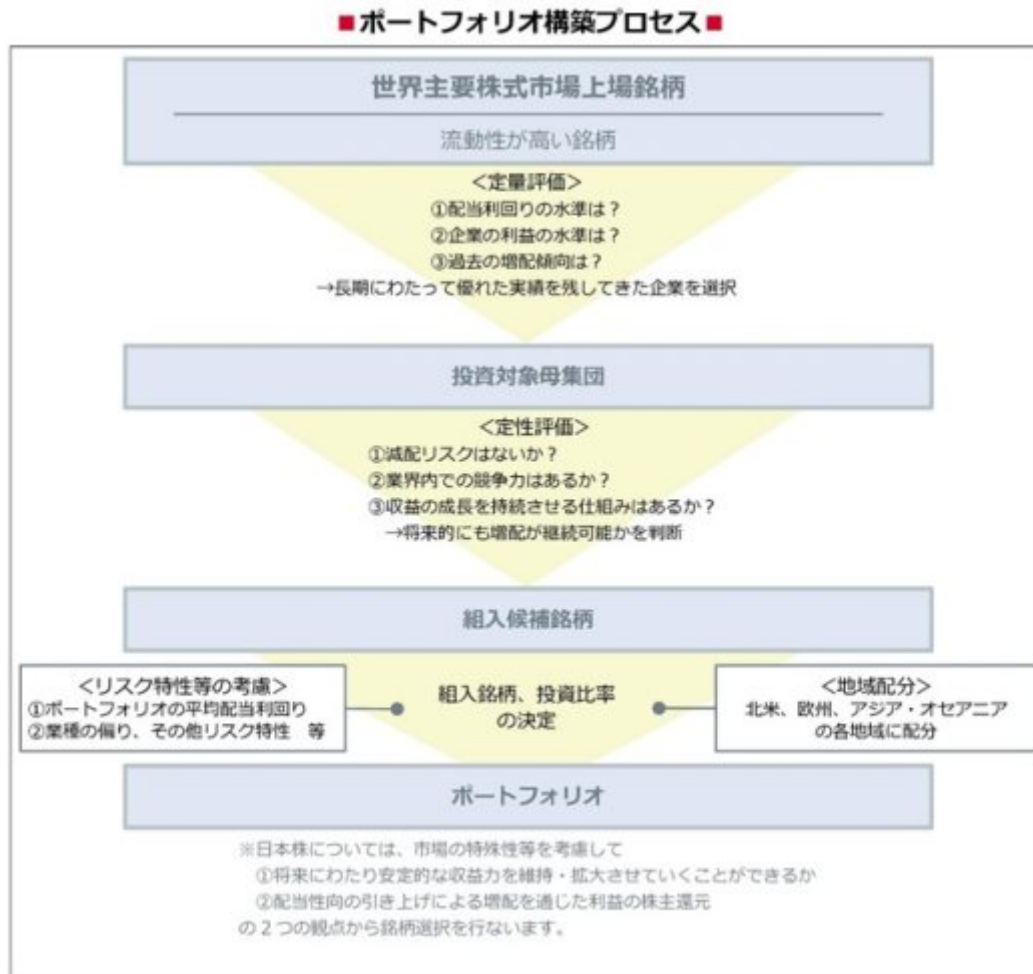 ■ポートフォリオ構築プロセス■
世界主要株式市場上場銘柄
流動性が高い銘柄
＜定量評価＞
①配当利回りの水準は？
②企業の利益の水準は？
③過去の増配傾向は？
→長期にわたって優れた実績を残してきた企業を選択
投資対象母集団
＜定性評価＞
①減配リスクはないか？
②業界内での競争力はあるか？
③収益の成長を持続させる仕組みはあるか？
→将来的にも増配が継続可能かを判断
組入候補銘柄
＜リスク特性等の考慮＞
①ポートフォリオの平均配当利回り
②業種の偏り、その他リスク特性　等
組入銘柄、投資比率
の決定
＜地域配分＞
北米、欧州、アジア・オセアニア
の各地域に配分
ポートフォリオ
※日本株については、市場の特殊性等を考慮して
①将来にわたり安定的な収益力を維持・拡大させていくことができるか
②配当性向の引き上げによる増配を通じた利益の株主還元
の２つの観点から銘柄選択を行ないます。